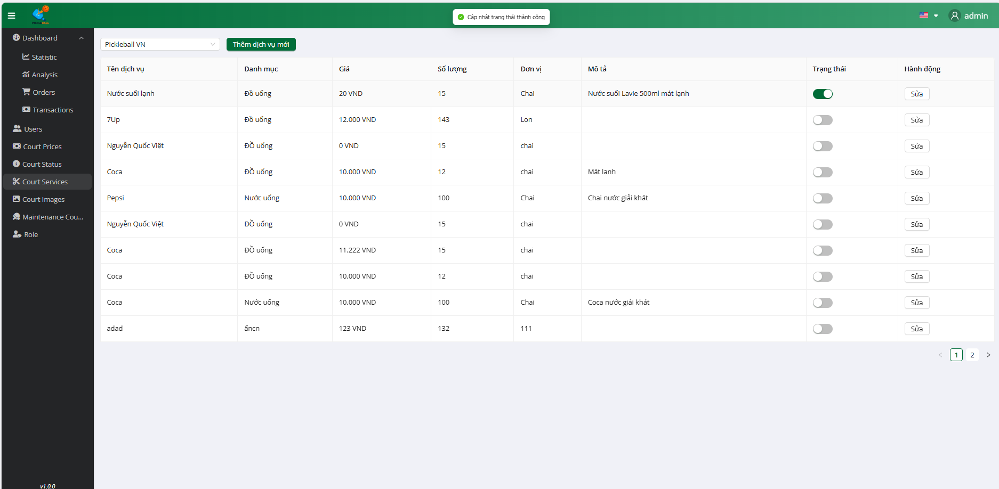 PICKLEBALL
Cập nhật trạng thái thành công
admin
Dashboard
Statistic
Analysis
Orders
Transactions
Users
Court Prices
Court Status
Court Services
Court Images
Maintenance Cou...
Role
v1.0.0
Pickleball VN
Thêm dịch vụ mới
Tên dịch vụ Danh mục Giá Số lượng Đơn vị Mô tả Trạng thái Hành động
Nước suối lạnh Đồ uống 20 VND 15 Chai Nước suối Lavie 500ml mát lạnh Sửa
7Up Đồ uống 12.000 VND 143 Lon Sửa
Nguyễn Quốc Việt ĐỒ uống 0 VND 15 chai Sửa
Coca ĐỒ uống 10.000 VND 12 chai Mát lạnh Sửa
Pepsi Nước uống 10.000 VND 100 Chai Chai nước giải khát Sửa
Nguyễn Quốc Việt ĐỒ uống 0 VND 15 chai Sửa
Coca ĐỒ uống 11.222 VND 15 chai Sửa
Coca ĐỒ uống 10.000 VND 12 chai Sửa
Coca Nước uống 10.000 VND 100 Chai Coca nước giải khát Sửa
adad ấncn 123 VND 132 111 Sửa
< 1 2 >